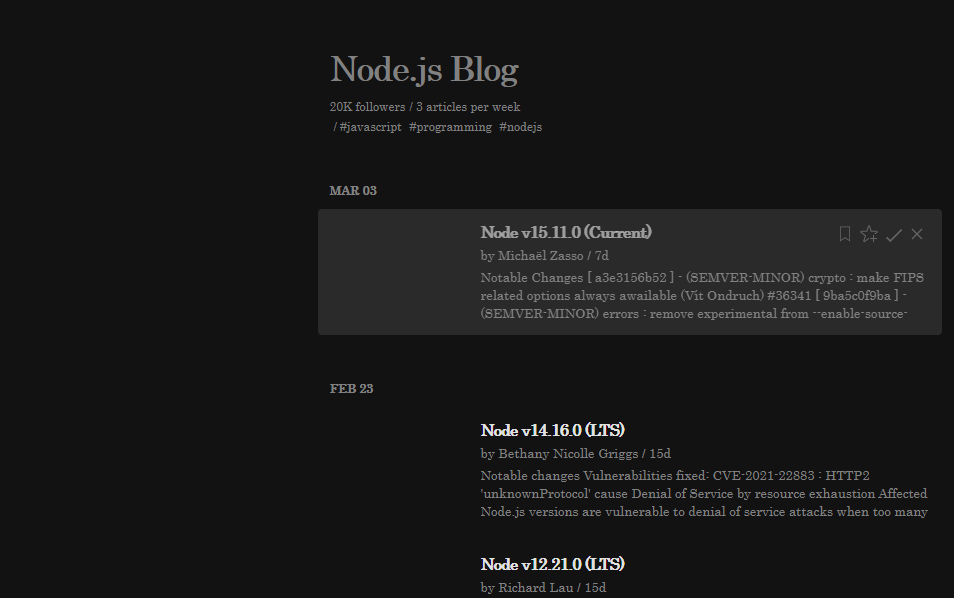 Node.js Blog
20K followers / 3 articles per week
/ #javascript #programming #nodejs
MAR 03
Node v15.11.0 (Current)
by Michaël Zasso / 7d
Notable Changes [ a3e3156b52 ] - (SEMVER-MINOR) crypto : make FIPS
related options always awailable (Vít Ondruch) #36341 [ 9ba5c0f9ba ] -
(SEMVER-MINOR) errors : remove experimental from --enable-source-
FEB 23
Node v14.16.0 (LTS)
by Bethany Nicolle Griggs / 15d
Notable changes Vulnerabilities fixed: CVE-2021-22883 : HTTP2
'unknownProtocol' cause Denial of Service by resource exhaustion Affected
Node.js versions are vulnerable to denial of service attacks when too many
Node v12.21.0 (LTS)
by Richard Lau / 15d